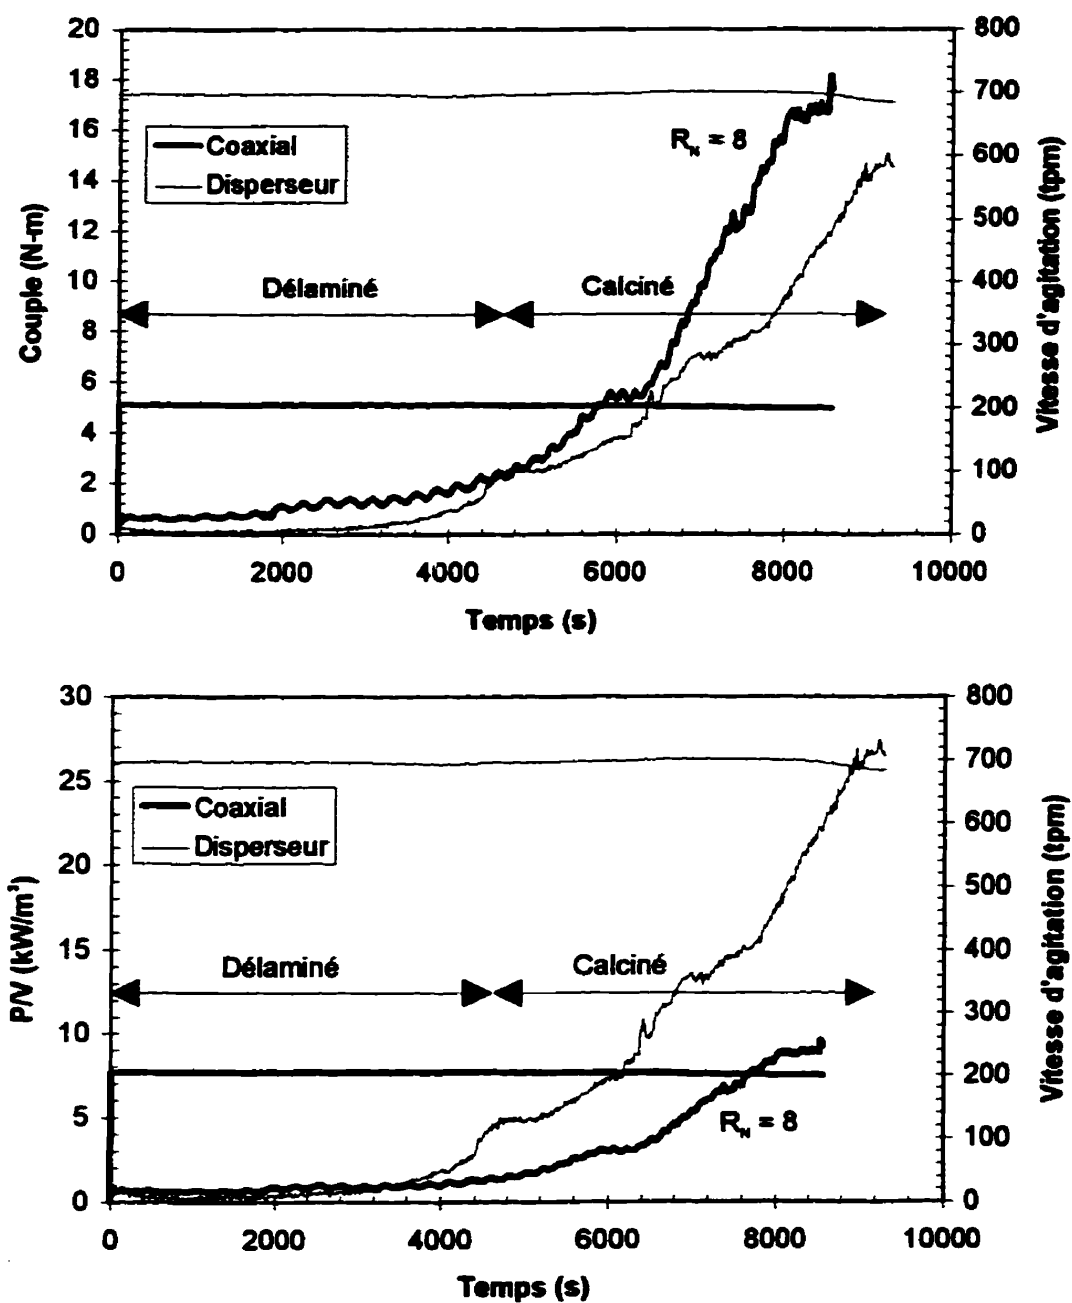 20
18
16
14
12
10
8
6
4
2
0
Couple (N-m)
800
700
600
500
400
300
200
100
0
Vitesse d'agitation (tpm)
Coaxial
Disperseur
R_N = 8
Délaminé
Calciné
0 2000 4000 6000 8000 10000
Temps (s)
30
25
20
15
10
5
0
P/V (kW/m³)
800
700
600
500
400
300
200
100
0
Vitesse d'agitation (tpm)
Coaxial
Disperseur
Délaminé
Calciné
R_N = 8
0 2000 4000 6000 8000 10000
Temps (s)